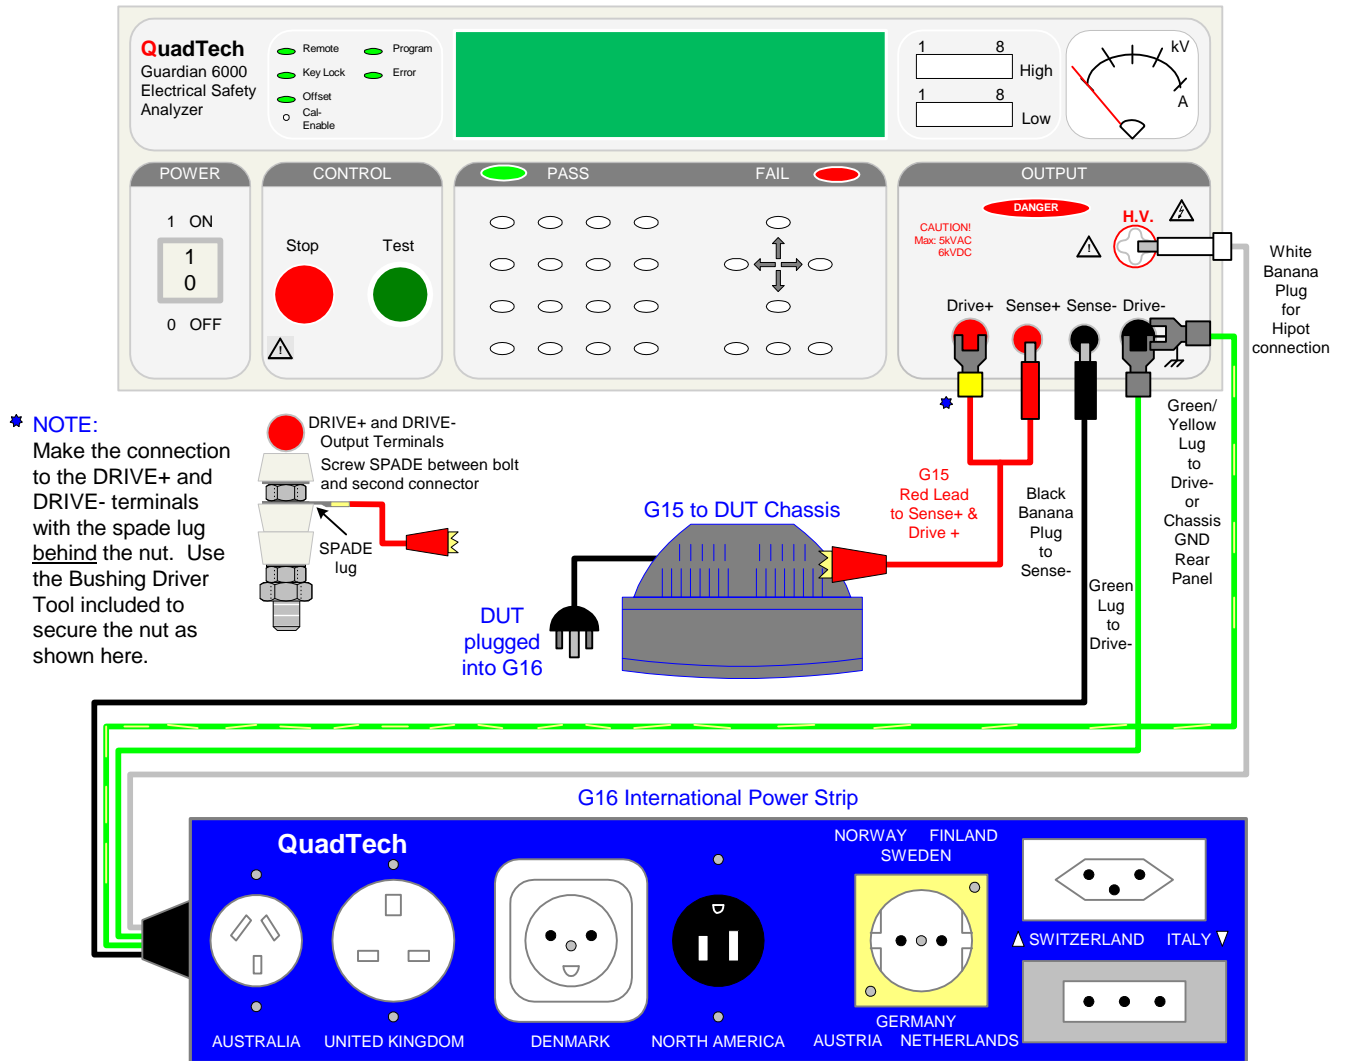 QuadTech
Guardian 6000
Electrical Safety
Analyzer
Remote
Program
Key Lock
Error
Offset
Cal-
Enable
1 8
High
1 8
Low
kV
A
POWER
1 ON
1
0
0 OFF
CONTROL
Stop
Test
PASS
FAIL
OUTPUT
DANGER
CAUTION!
Max: 5kVAC
6kVDC
H.V.
Drive+
Sense+
Sense-
Drive-
White
Banana
Plug
for
Hipot
connection
NOTE:
Make the connection
to the DRIVE+ and
DRIVE- terminals
with the spade lug
behind the nut. Use
the Bushing Driver
Tool included to
secure the nut as
shown here.
DRIVE+ and DRIVE-
Output Terminals
Screw SPADE between bolt
and second connector
SPADE
lug
G15 to DUT Chassis
DUT
plugged
into G16
G15
Red Lead
to Sense+ &
Drive +
Black
Banana
Plug
to
Sense-
Green
Lug
to
Drive-
Green/
Yellow
Lug
to
Drive-
or
Chassis
GND
Rear
Panel
G16 International Power Strip
QuadTech
AUSTRALIA
UNITED KINGDOM
DENMARK
NORTH AMERICA
NORWAY FINLAND
SWEDEN
GERMANY
AUSTRIA NETHERLANDS
SWITZERLAND
ITALY